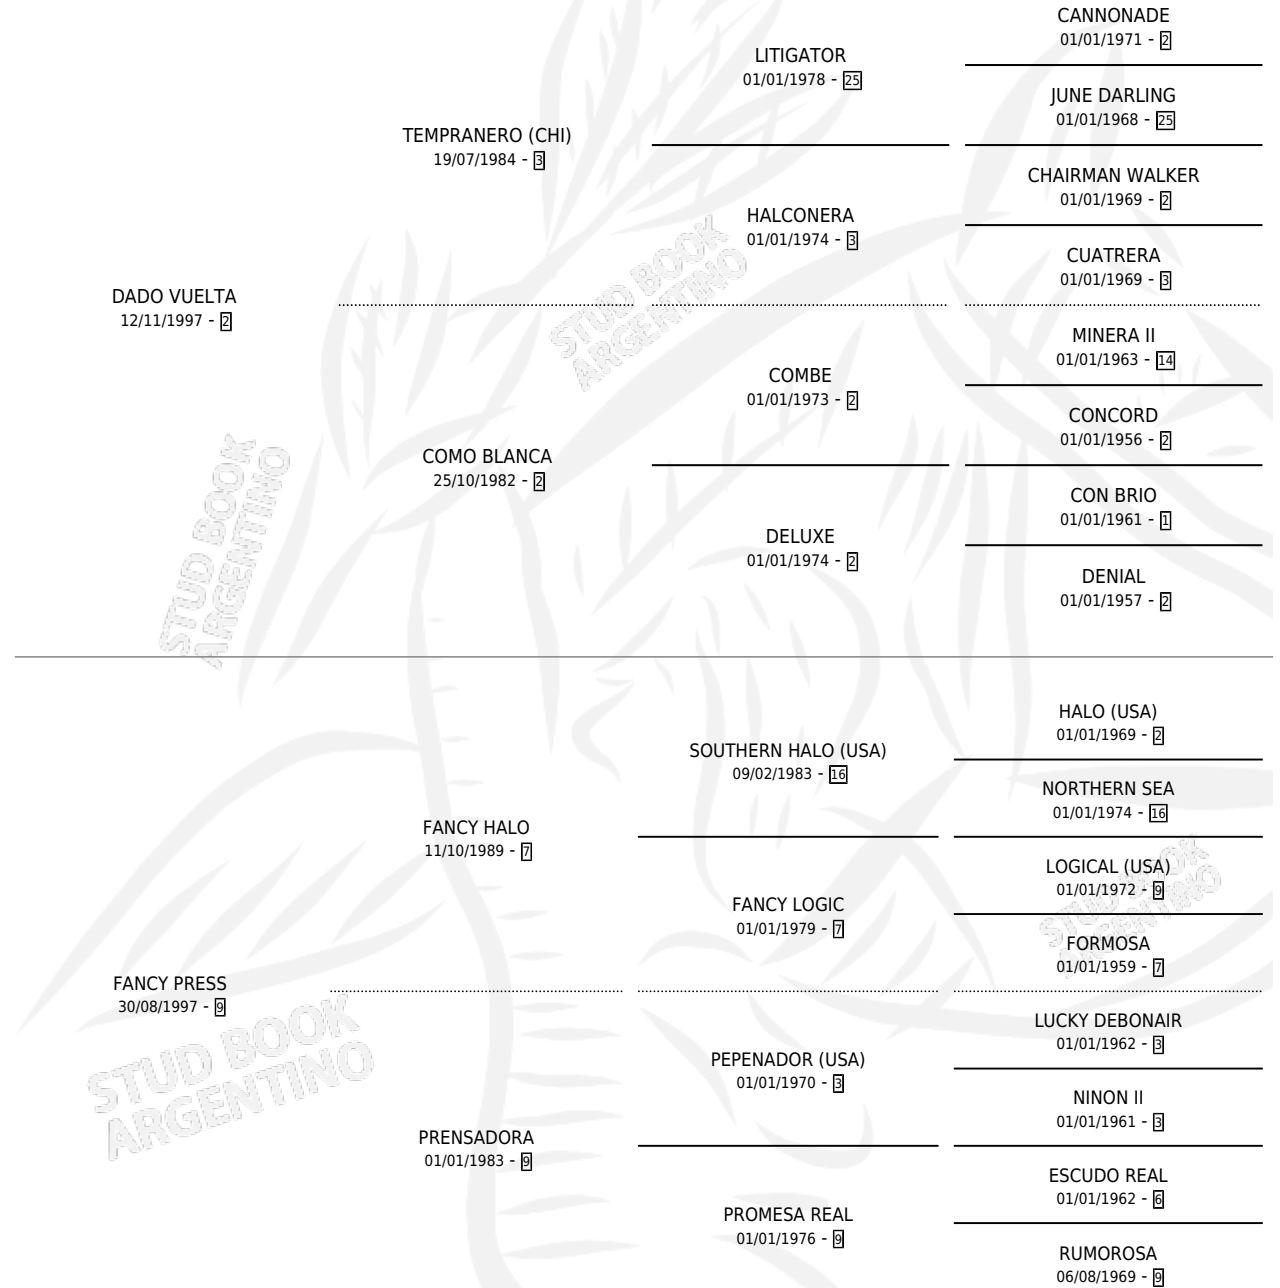 CANNONADE
01/01/1971 - 2
LITIGATOR
01/01/1978 - 25
JUNE DARLING
01/01/1968 - 25
TEMPRANERO (CHI)
19/07/1984 - 3
CHAIRMAN WALKER
01/01/1969 - 2
HALCONERA
01/01/1974 - 3
CUATRERA
01/01/1969 - 3
DADO VUELTA
12/11/1997 - 2
MINERA II
01/01/1963 - 14
COMBE
01/01/1973 - 2
CONCORD
01/01/1956 - 2
COMO BLANCA
25/10/1982 - 2
CON BRIO
01/01/1961 - 1
DELUXE
01/01/1974 - 2
DENIAL
01/01/1957 - 2
STUD BOOK
ARGENTINO
STUD BOOK
ARGENTINO
HALO (USA)
01/01/1969 - 2
SOUTHERN HALO (USA)
09/02/1983 - 16
NORTHERN SEA
01/01/1974 - 16
FANCY HALO
11/10/1989 - 7
LOGICAL (USA)
01/01/1972 - 9
FANCY LOGIC
01/01/1979 - 7
FORMOSA
01/01/1959 - 7
STUD BOOK
ARGENTINO
FANCY PRESS
30/08/1997 - 9
LUCKY DEBONAIR
01/01/1962 - 3
PEPENADOR (USA)
01/01/1970 - 3
NINON II
01/01/1961 - 3
PRENSADORA
01/01/1983 - 9
ESCUDO REAL
01/01/1962 - 6
PROMESA REAL
01/01/1976 - 9
RUMOROSA
06/08/1969 - 9
STUD BOOK
ARGENTINO